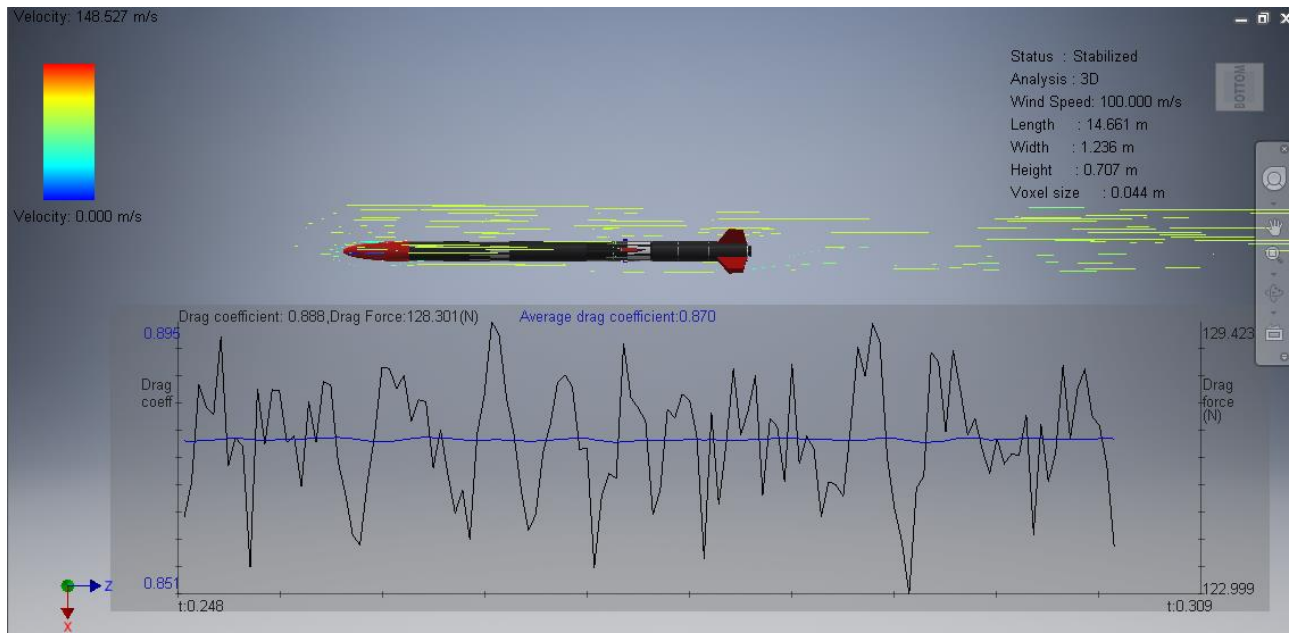 Velocity: 148.527 m/s
Velocity: 0.000 m/s
Status : Stabilized
Analysis : 3D
Wind Speed: 100.000 m/s
Length : 14.661 m
Width : 1.236 m
Height : 0.707 m
Voxel size : 0.044 m
BOTTOM
Drag coefficient: 0.888,Drag Force:128.301(N)
Average drag coefficient:0.870
0.895
Drag
coeff
0.851
129.423
Drag
force
(N)
122.999
t:0.248
t:0.309
Z
X